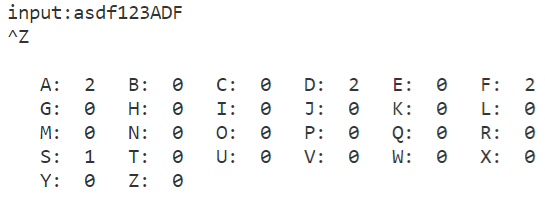 input:asdf123ADF
^Z
A: 2 B: 0 C: 0 D: 2 E: 0 F: 2
G: 0 H: 0 I: 0 J: 0 K: 0 L: 0
M: 0 N: 0 O: 0 P: 0 Q: 0 R: 0
S: 1 T: 0 U: 0 V: 0 W: 0 X: 0
Y: 0 Z: 0